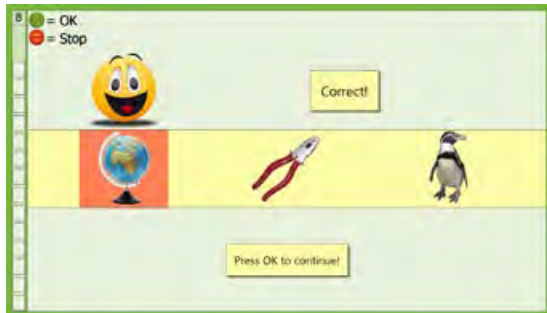 8
= OK
= Stop
Correct!
Press OK to continue!